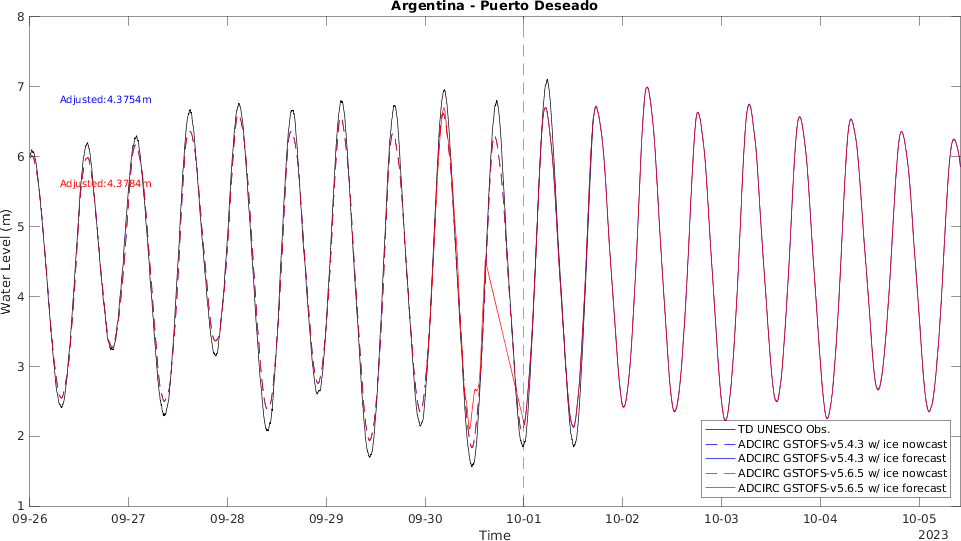 Argentina - Puerto Deseado
Water Level (m)
8
7
6
5
4
3
2
1
Adjusted:4.3754m
Adjusted:4.3784m
TD UNESCO Obs.
ADCIRC GSTOFS-v5.4.3 w/ ice nowcast
ADCIRC GSTOFS-v5.4.3 w/ ice forecast
ADCIRC GSTOFS-v5.6.5 w/ ice nowcast
ADCIRC GSTOFS-v5.6.5 w/ ice forecast
09-26 09-27 09-28 09-29 09-30 10-01 10-02 10-03 10-04 10-05
Time
2023